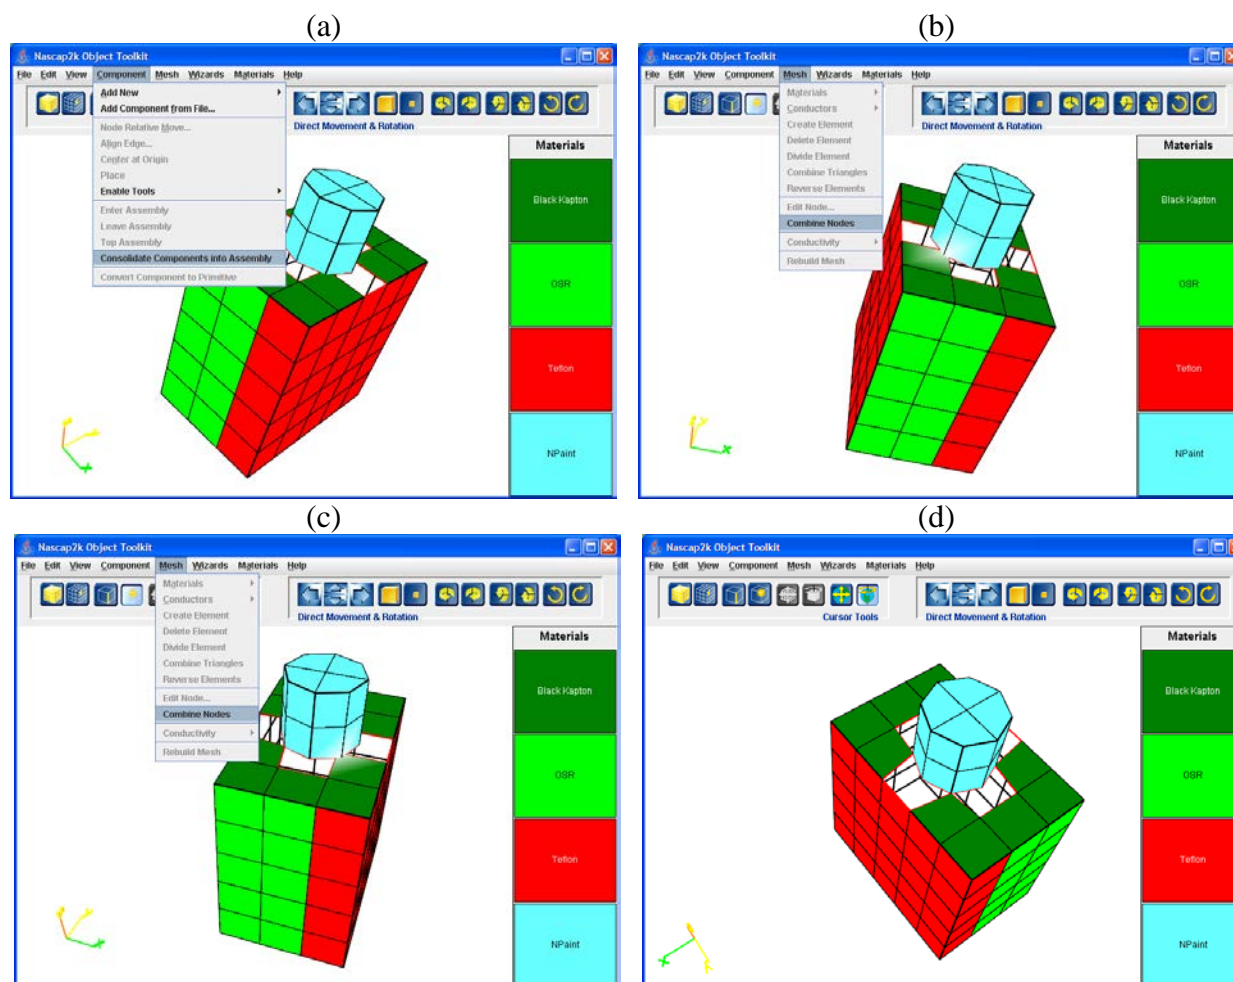 (a)
Nascap2k Object Toolkit
File Edit View Component Mesh Wizards Materials Help
Add New
Add Component from File...
Node Relative Move...
Align Edge...
Center at Origin
Place
Enable Tools
Enter Assembly
Leave Assembly
Top Assembly
Consolidate Components into Assembly
Convert Component to Primitive
Direct Movement & Rotation
Materials
Black Kapton
OSR
Teflon
NPaint
X
(b)
Nascap2k Object Toolkit
File Edit View Component Mesh Wizards Materials Help
Materials
Conductors
Create Element
Delete Element
Divide Element
Combine Triangles
Reverse Elements
Edit Node...
Combine Nodes
Conductivity
Rebuild Mesh
Direct Movement & Rotation
Materials
Black Kapton
OSR
Teflon
NPaint
X
(c)
Nascap2k Object Toolkit
File Edit View Component Mesh Wizards Materials Help
Materials
Conductors
Create Element
Delete Element
Divide Element
Combine Triangles
Reverse Elements
Edit Node...
Combine Nodes
Conductivity
Rebuild Mesh
Direct Movement & Rotation
Materials
Black Kapton
OSR
Teflon
NPaint
X
(d)
Nascap2k Object Toolkit
File Edit View Component Mesh Wizards Materials Help
Cursor Tools
Direct Movement & Rotation
Materials
Black Kapton
OSR
Teflon
NPaint
X
Y